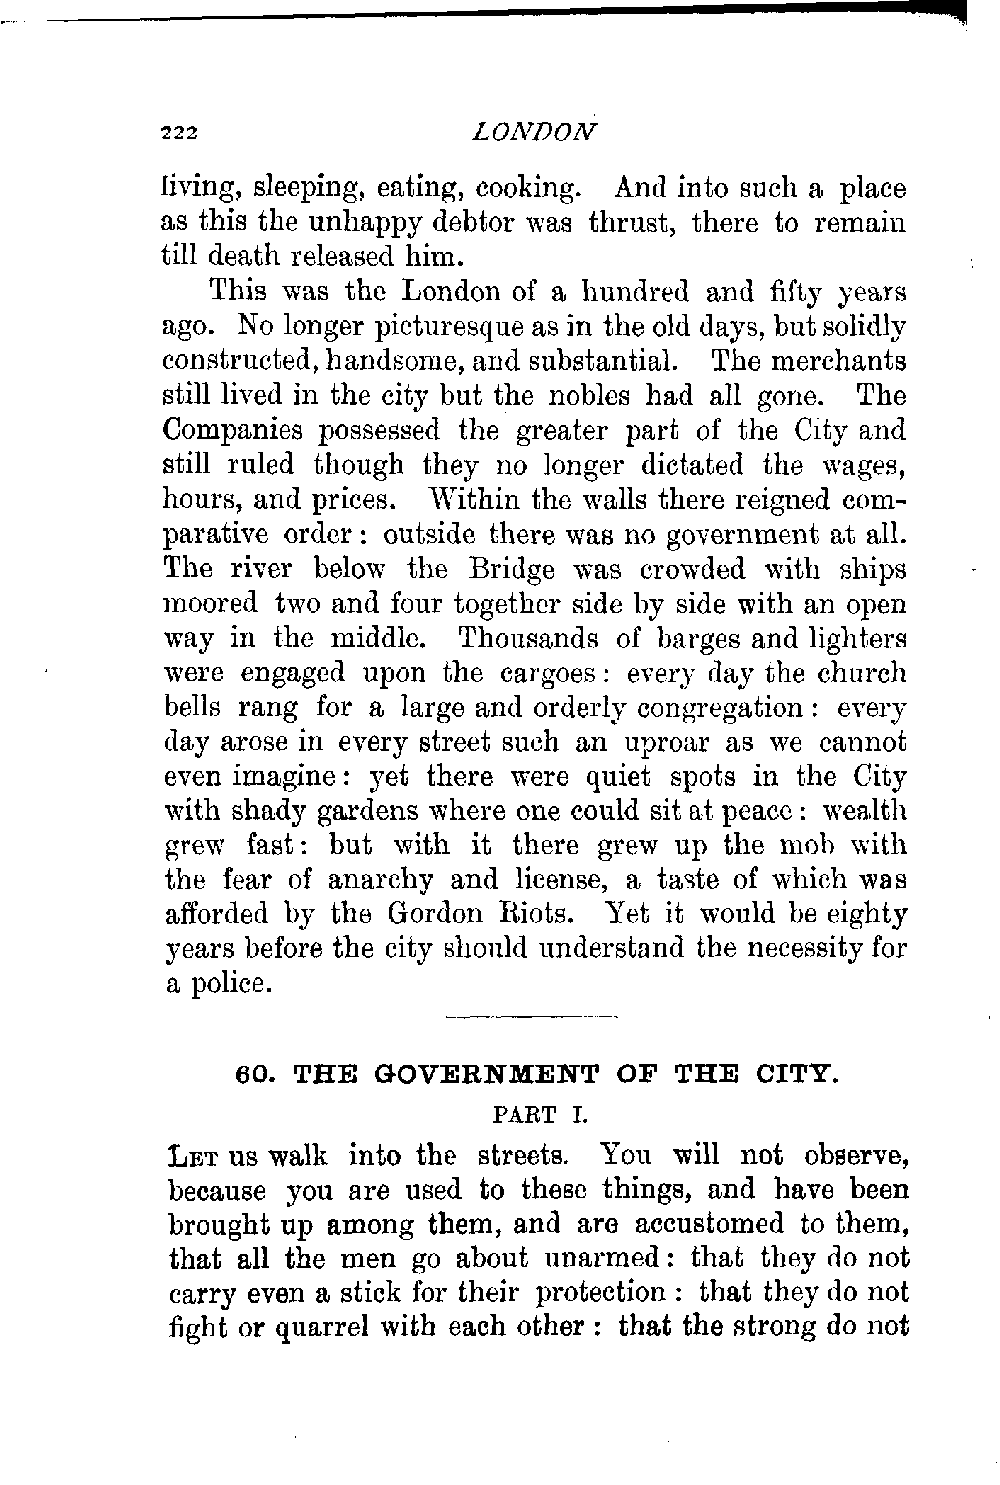 222 LONDON
living, sleeping, eating, cooking. And into such a place
as this the unhappy debtor was thrust, there to remain
till death released him.
This was the London of a hundred and fifty years
ago. No longer picturesque as in the old days, but solidly
constructed, handsome, and substantial. The merchants
still lived in the city but the nobles had all gone. The
Companies possessed the greater part of the City and
still ruled though they no longer dictated the wages,
hours, and prices. Within the walls there reigned com-
parative order: outside there was no government at all.
The river below the Bridge was crowded with ships
moored two and four together side by side with an open
way in the middle. Thousands of barges and lighters
were engaged upon the cargoes: every day the church
bells rang for a large and orderly congregation: every
day arose in every street such an uproar as we cannot
even imagine: yet there were quiet spots in the City
with shady gardens where one could sit at peace: wealth
grew fast: but with it there grew up the mob with
the fear of anarchy and license, a taste of which was
afforded by the Gordon Riots. Yet it would be eighty
years before the city should understand the necessity for
a police.
60. THE GOVERNMENT OF THE CITY.
PART I.
LET us walk into the streets. You will not observe,
because you are used to these things, and have been
brought up among them, and are accustomed to them,
that all the men go about unarmed: that they do not
carry even a stick for their protection: that they do not
fight or quarrel with each other: that the strong do not